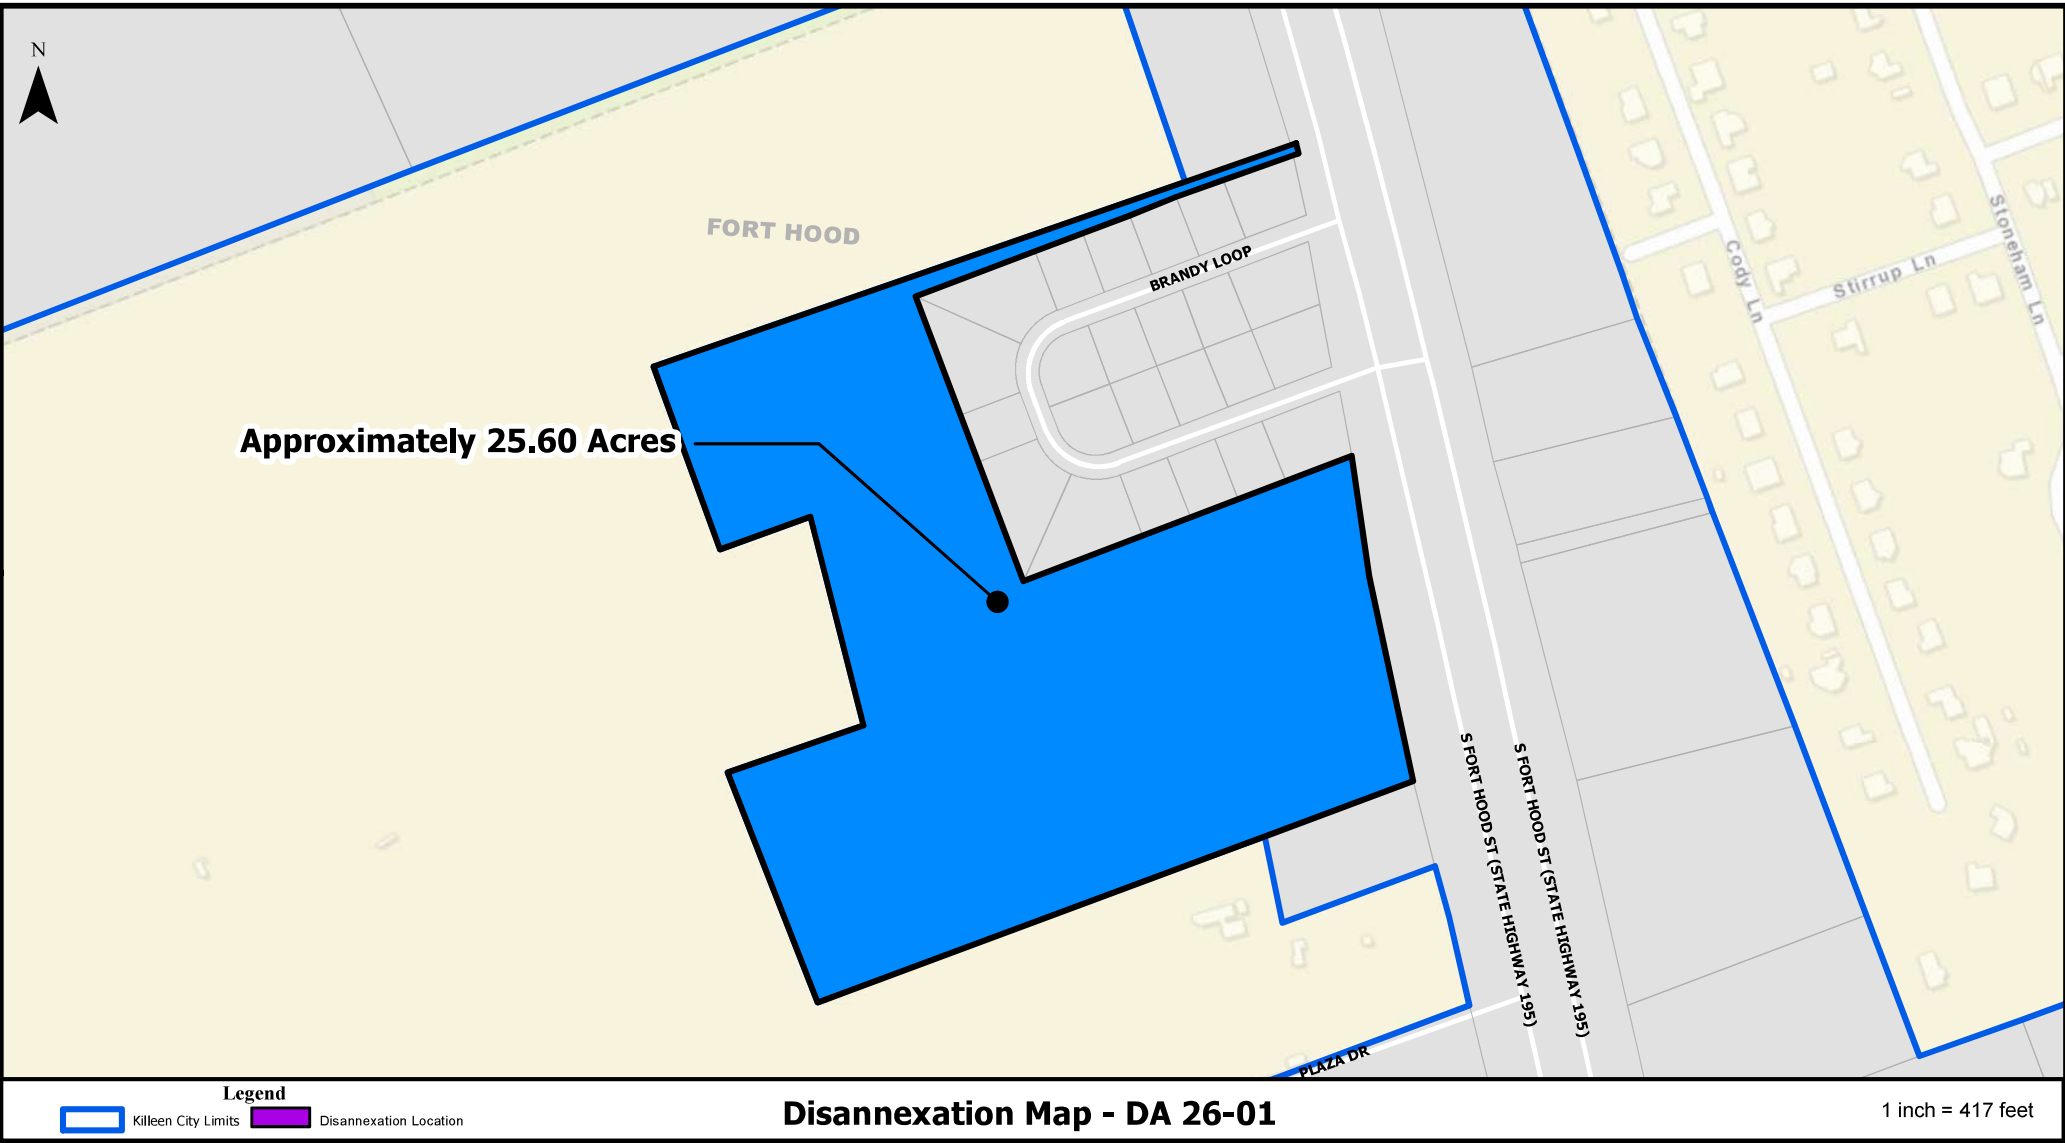 N
FORT HOOD
BRANDY LOOP
Cody Ln
Stirrup Ln
Stoneham Ln
Approximately 25.60 Acres
S FORT HOOD ST (STATE HIGHWAY 195)
S FORT HOOD ST (STATE HIGHWAY 195)
PLAZA DR
Legend
Killeen City Limits
Disannexation Location
Disannexation Map - DA 26-01
1 inch = 417 feet